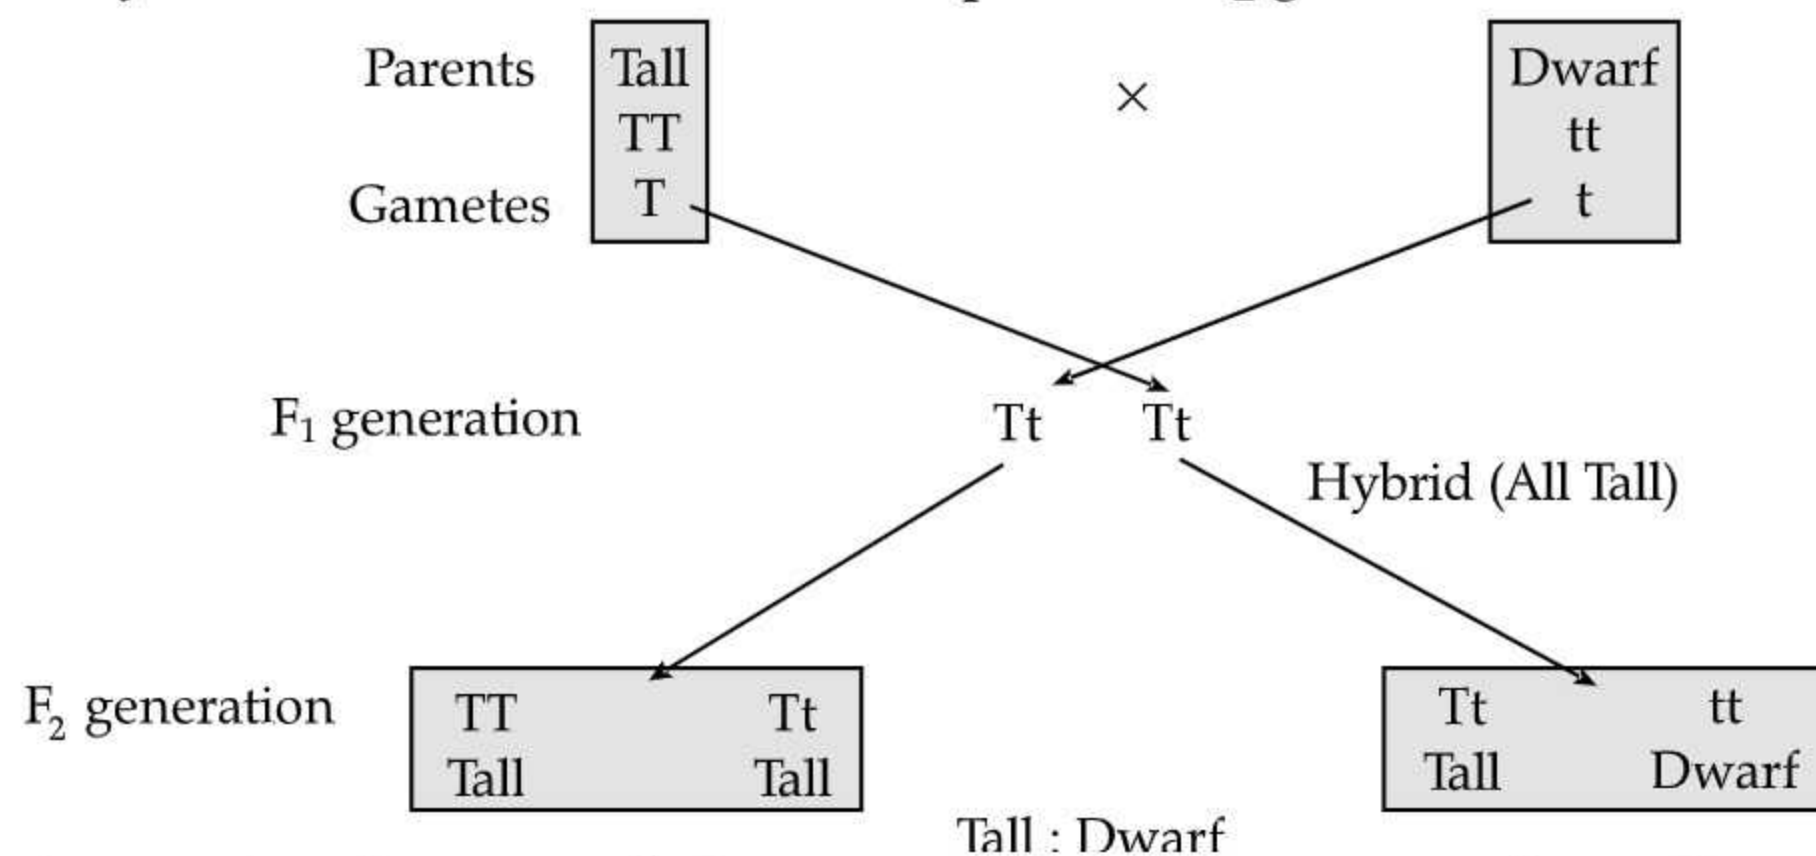 Parents Tall × Dwarf
TT tt
Gametes T t
F₁ generation Tt Tt
Hybrid (All Tall)
F₂ generation TT Tt Tt tt
Tall Tall Tall Dwarf
Tall : Dwarf